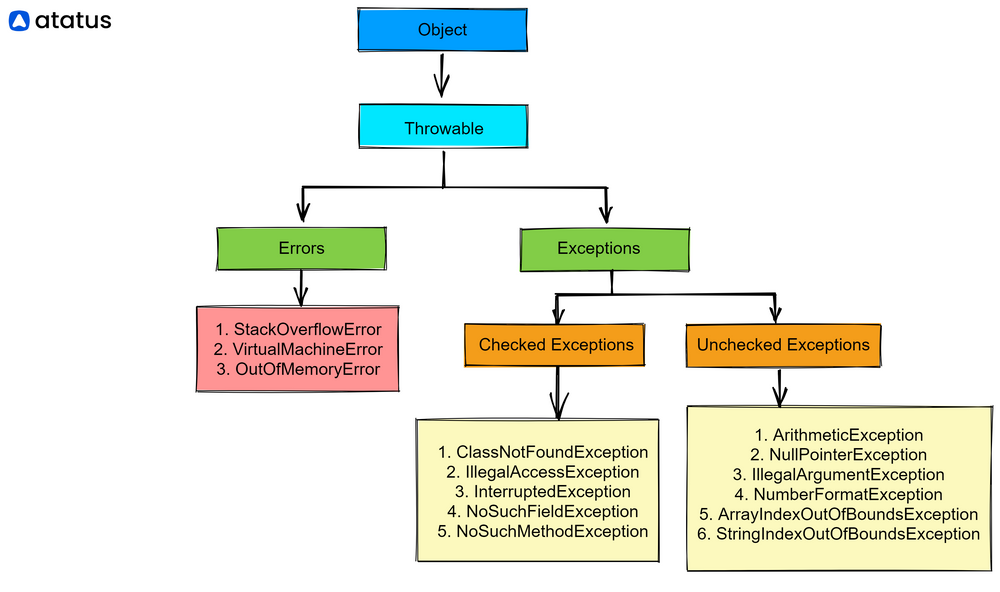 atatus
Object
Throwable
Errors
Exceptions
1. StackOverflowError
2. VirtualMachineError
3. OutOfMemoryError
Checked Exceptions
Unchecked Exceptions
1. ClassNotFoundException
2. IllegalAccessException
3. InterruptedException
4. NoSuchFieldException
5. NoSuchMethodException
1. ArithmeticException
2. NullPointerException
3. IllegalArgumentException
4. NumberFormatException
5. ArrayIndexOutOfBoundsException
6. StringIndexOutOfBoundsException